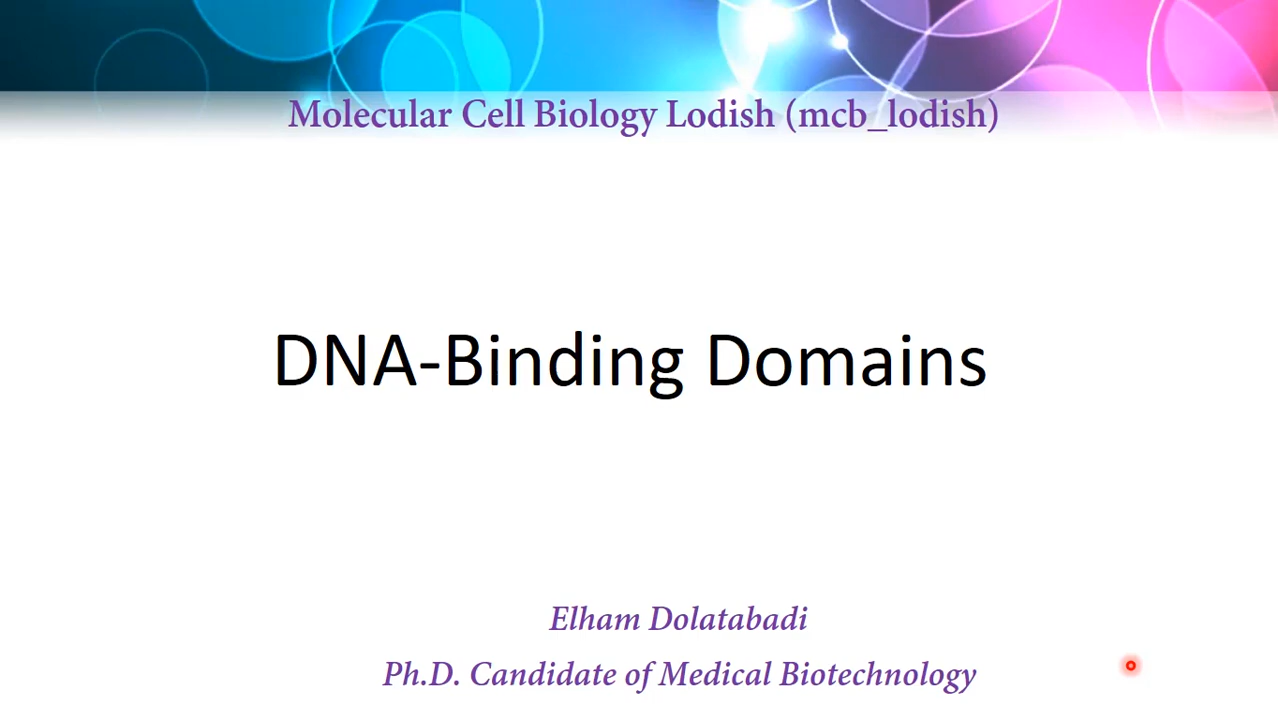 Molecular Cell Biology Lodish (mcb_lodish)
DNA-Binding Domains
Elham Dolatabadi
Ph.D. Candidate of Medical Biotechnology